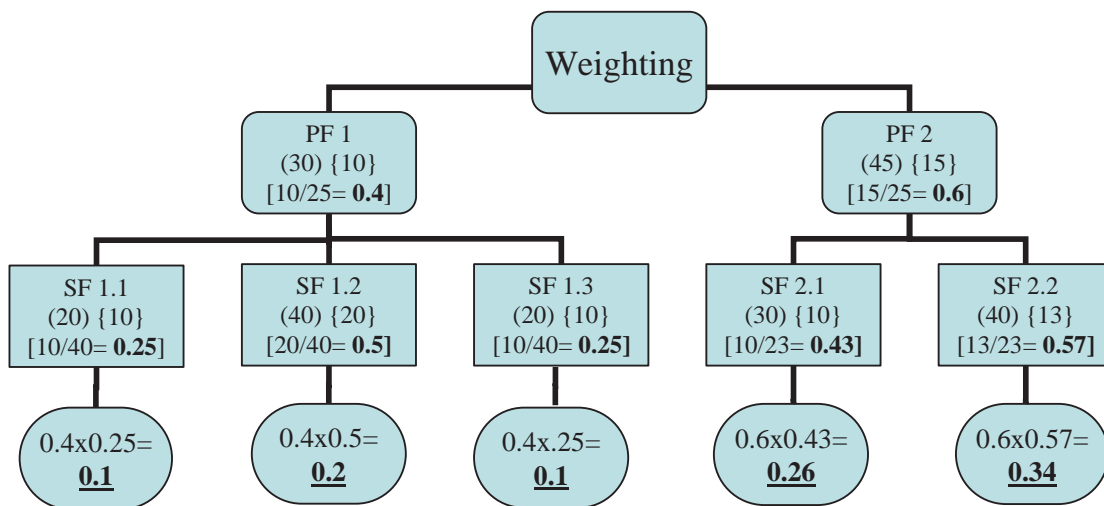 Weighting
PF 1
(30) {10}
[10/25= 0.4]
PF 2
(45) {15}
[15/25= 0.6]
SF 1.1
(20) {10}
[10/40= 0.25]
SF 1.2
(40) {20}
[20/40= 0.5]
SF 1.3
(20) {10}
[10/40= 0.25]
SF 2.1
(30) {10}
[10/23= 0.43]
SF 2.2
(40) {13}
[13/23= 0.57]
0.4x0.25=
0.1
0.4x0.5=
0.2
0.4x.25=
0.1
0.6x0.43=
0.26
0.6x0.57=
0.34